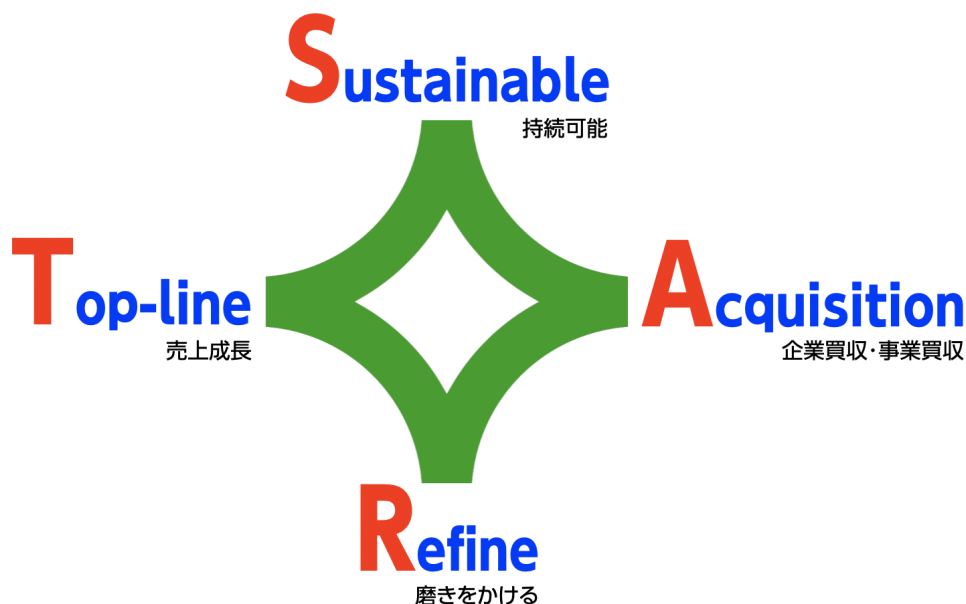 Sustainable
持続可能
Top-line
売上成長
Acquisition
企業買収・事業買収
Refine
磨きをかける